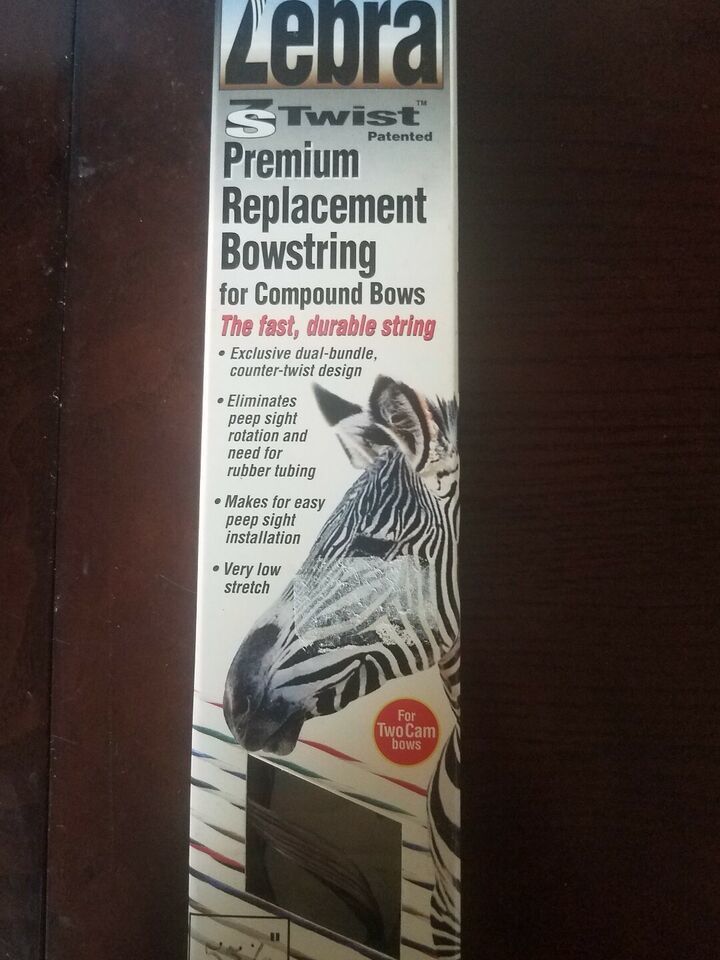 Zebra
ZS Twist™
Patented
Premium
Replacement
Bowstring
for Compound Bows
The fast, durable string
• Exclusive dual-bundle,
counter-twist design
• Eliminates
peep sight
rotation and
need for
rubber tubing
• Makes for easy
peep sight
installation
• Very low
stretch
For
TwoCam
bows
"